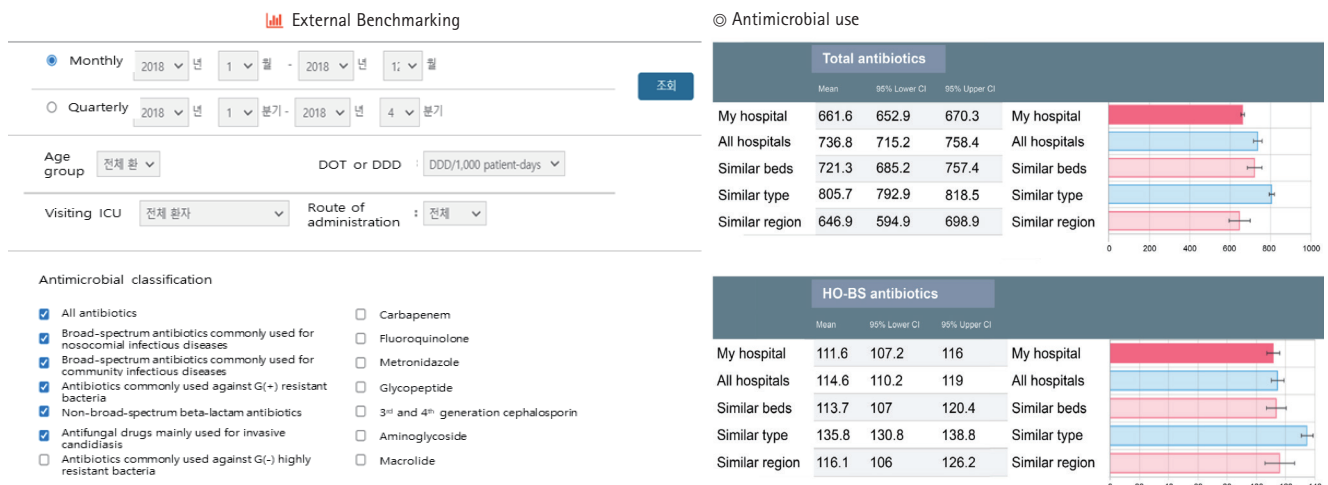 External Benchmarking
Monthly 2018 년 1 월 - 2018 년 월
조회
Quarterly 2018 년 1 분기 - 2018 년 4 분기
Age group 전체 환 DOT or DDD : DDD/1,000 patient-days
Visiting ICU 전체 환자 Route of administration : 전체
Antimicrobial classification
All antibiotics
Broad-spectrum antibiotics commonly used for
nosocomial infectious diseases
Broad-spectrum antibiotics commonly used for
community infectious diseases
Antibiotics commonly used against G(+) resistant
bacteria
Non-broad-spectrum beta-lactam antibiotics
Antifungal drugs mainly used for invasive
candidiasis
Antibiotics commonly used against G(-) highly
resistant bacteria
Carbapenem
Fluoroquinolone
Metronidazole
Glycopeptide
3rd and 4th generation cephalosporin
Aminoglycoside
Macrolide
◎ Antimicrobial use
Total antibiotics
Mean 95% Lower CI 95% Upper CI
My hospital 661.6 652.9 670.3 My hospital
All hospitals 736.8 715.2 758.4 All hospitals
Similar beds 721.3 685.2 757.4 Similar beds
Similar type 805.7 792.9 818.5 Similar type
Similar region 646.9 594.9 698.9 Similar region
0 200 400 600 800 1000
HO-BS antibiotics
Mean 95% Lower CI 95% Upper CI
My hospital 111.6 107.2 116 My hospital
All hospitals 114.6 110.2 119 All hospitals
Similar beds 113.7 107 120.4 Similar beds
Similar type 135.8 130.8 138.8 Similar type
Similar region 116.1 106 126.2 Similar region